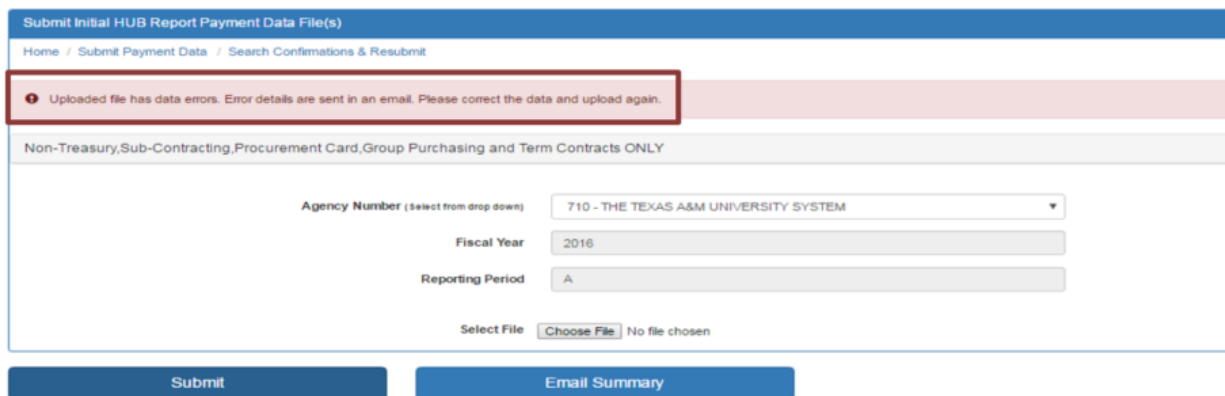 Submit Initial HUB Report Payment Data File(s)
Home / Submit Payment Data / Search Confirmations & Resubmit
Uploaded file has data errors. Error details are sent in an email. Please correct the data and upload again.
Non-Treasury,Sub-Contracting,Procurement Card,Group Purchasing and Term Contracts ONLY
Agency Number (Select from drop down) 710 - THE TEXAS A&M UNIVERSITY SYSTEM
Fiscal Year 2016
Reporting Period A
Select File Choose File No file chosen
Submit Email Summary